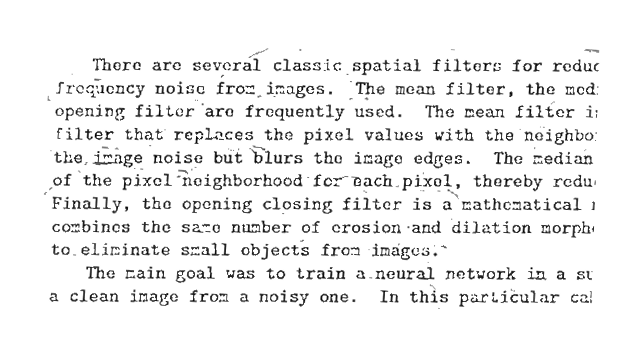 There are several classic spatial filters for reduc
frequency noise from images. The mean filter, the med
opening filter are frequently used. The mean filter i
filter that replaces the pixel values with the neighbo
the image noise but blurs the image edges. The median
of the pixel neighborhood for each pixel, thereby redu
Finally, the opening closing filter is a mathematical
combines the same number of erosion and dilation morph
to eliminate small objects from images.
The main goal was to train a neural network in a su
a clean image from a noisy one. In this particular ca